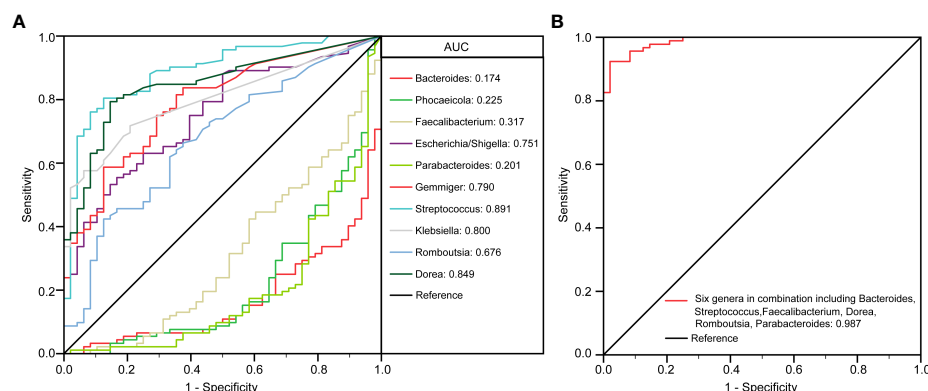 A
B
AUC
Bacteroides: 0.174
Phocaeicola: 0.225
Faecalibacterium: 0.317
Escherichia/Shigella: 0.751
Parabacteroides: 0.201
Gemmiger: 0.790
Streptococcus: 0.891
Klebsiella: 0.800
Romboutsia: 0.676
Dorea: 0.849
Reference
1.0
0.8
0.6
0.4
0.2
0.0
Sensitivity
0.0 0.2 0.4 0.6 0.8 1.0
1 - Specificity
1.0
0.8
0.6
0.4
0.2
0.0
Sensitivity
Six genera in combination including Bacteroides,
Streptococcus,Faecalibacterium, Dorea,
Romboutsia, Parabacteroides: 0.987
Reference
0.0 0.2 0.4 0.6 0.8 1.0
1 - Specificity